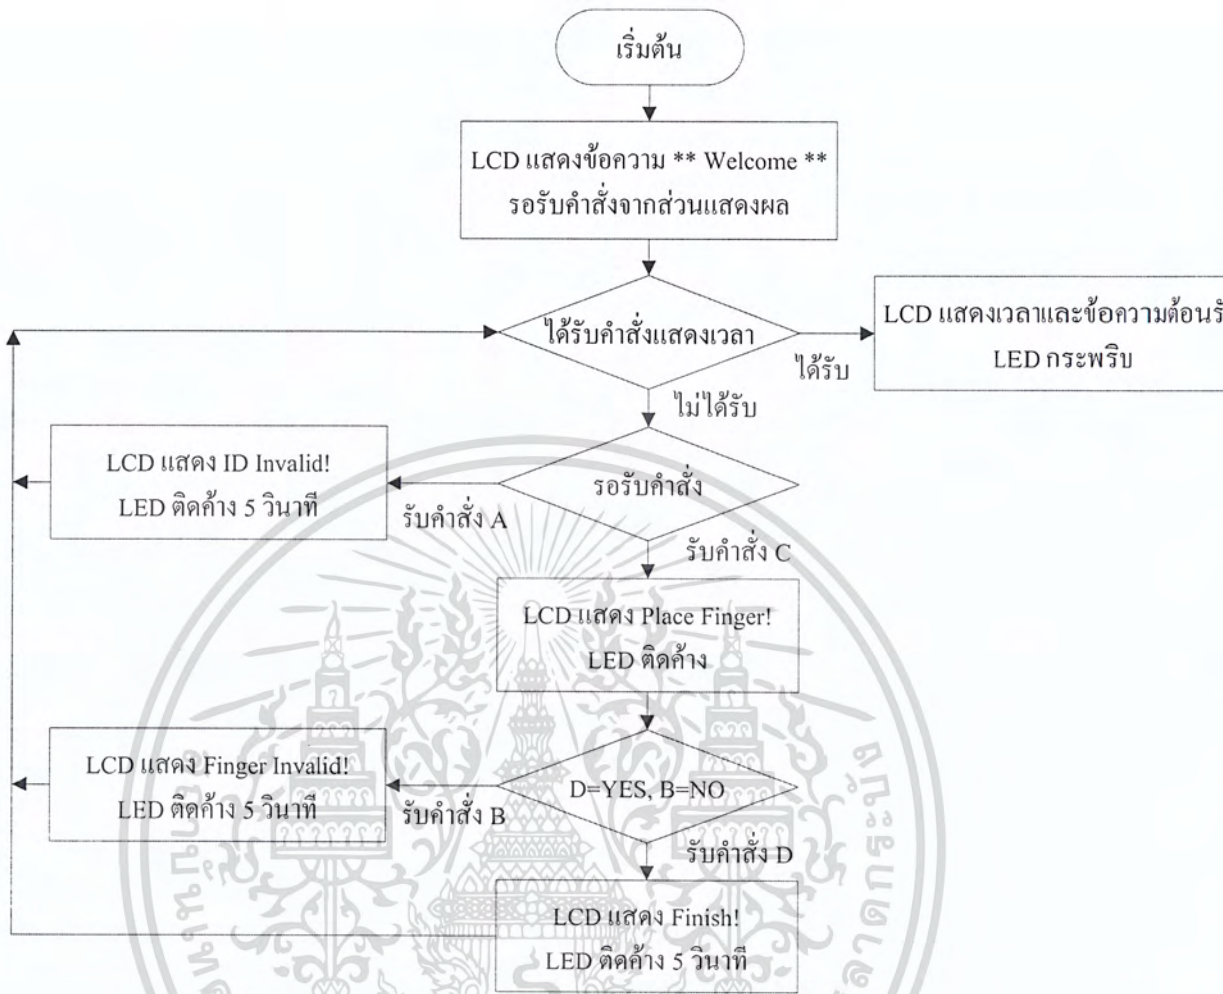 เริ่มต้น
LCD แสดงข้อความ ** Welcome **
รอรับคำสั่งจากส่วนแสดงผล
ได้รับคำสั่งแสดงเวลา
LCD แสดงเวลาและข้อความต้อนรั
LED กระพริบ
ได้รับ
ไม่ได้รับ
LCD แสดง ID Invalid!
LED ติดค้าง 5 วินาที
รอรับคำสั่ง
รับคำสั่ง A
รับคำสั่ง C
LCD แสดง Place Finger!
LED ติดค้าง
LCD แสดง Finger Invalid!
LED ติดค้าง 5 วินาที
D=YES, B=NO
รับคำสั่ง B
รับคำสั่ง D
LCD แสดง Finish!
LED ติดค้าง 5 วินาที